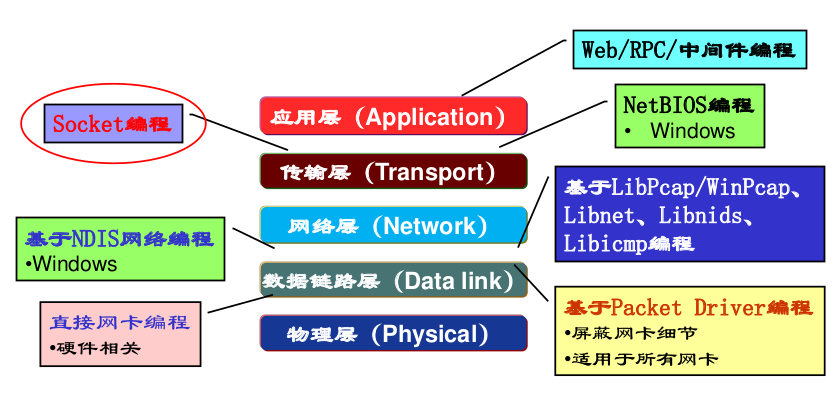 Web/RPC/中间件编程
Socket编程
应用层（Application）
NetBIOS编程
• Windows
传输层（Transport）
基于LibPcap/WinPcap、
Libnet、Libnids、
Libicmp编程
网络层（Network）
基于NDIS网络编程
•Windows
数据链路层（Data link）
直接网卡编程
•硬件相关
基于Packet Driver编程
•屏蔽网卡细节
•适用于所有网卡
物理层（Physical）